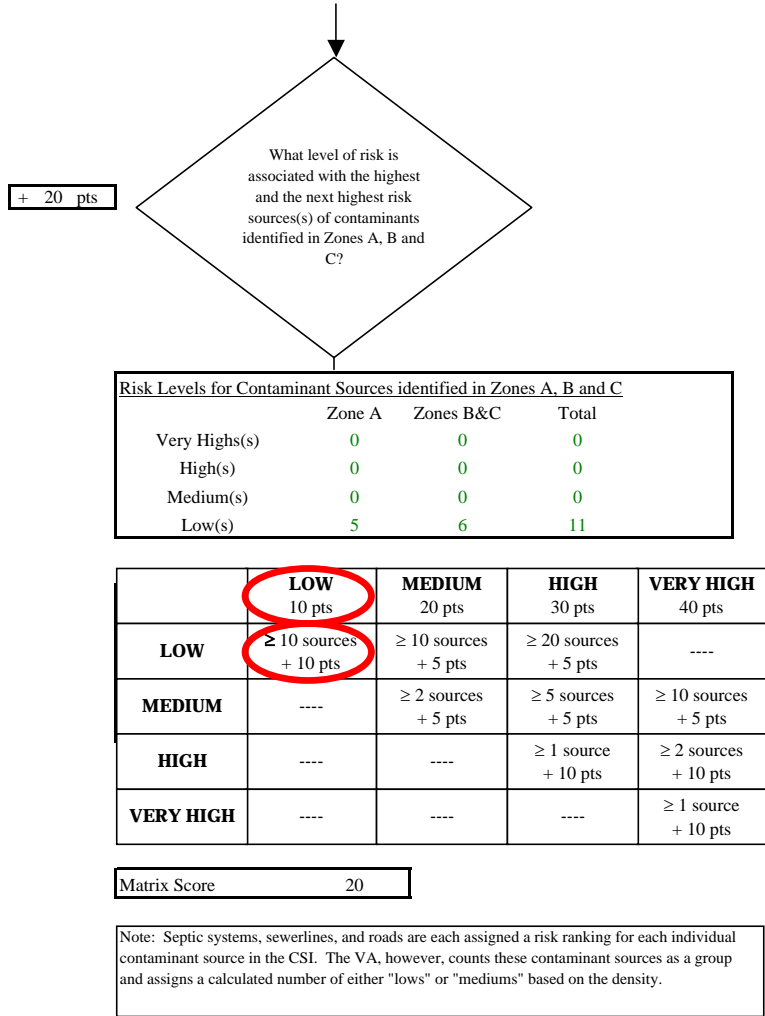 What level of risk is
associated with the highest
and the next highest risk
sources(s) of contaminants
identified in Zones A, B and
C?
+ 20 pts
Risk Levels for Contaminant Sources identified in Zones A, B and C
Zone A Zones B&C Total
Very Highs(s) 0 0 0
High(s) 0 0 0
Medium(s) 0 0 0
Low(s) 5 6 11
LOW MEDIUM HIGH VERY HIGH
10 pts 20 pts 30 pts 40 pts
LOW ≥ 10 sources ≥ 10 sources ≥ 20 sources ----
+ 10 pts + 5 pts + 5 pts
MEDIUM ---- ≥ 2 sources ≥ 5 sources ≥ 10 sources
+ 5 pts + 5 pts + 5 pts
HIGH ---- ---- ≥ 1 source ≥ 2 sources
+ 10 pts + 10 pts
VERY HIGH ---- ---- ---- ≥ 1 source
+ 10 pts
Matrix Score 20
Note: Septic systems, sewerlines, and roads are each assigned a risk ranking for each individual
contaminant source in the CSI. The VA, however, counts these contaminant sources as a group
and assigns a calculated number of either "lows" or "mediums" based on the density.